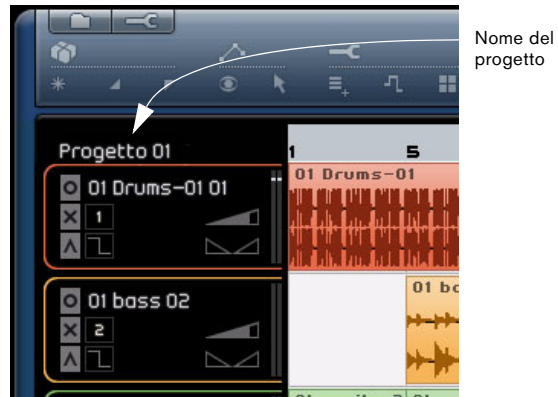 Nome del
progetto
Progetto 01
1 5
01 Drums-01 01
01 Drums-01
1
01 bass 02
01 ba
2